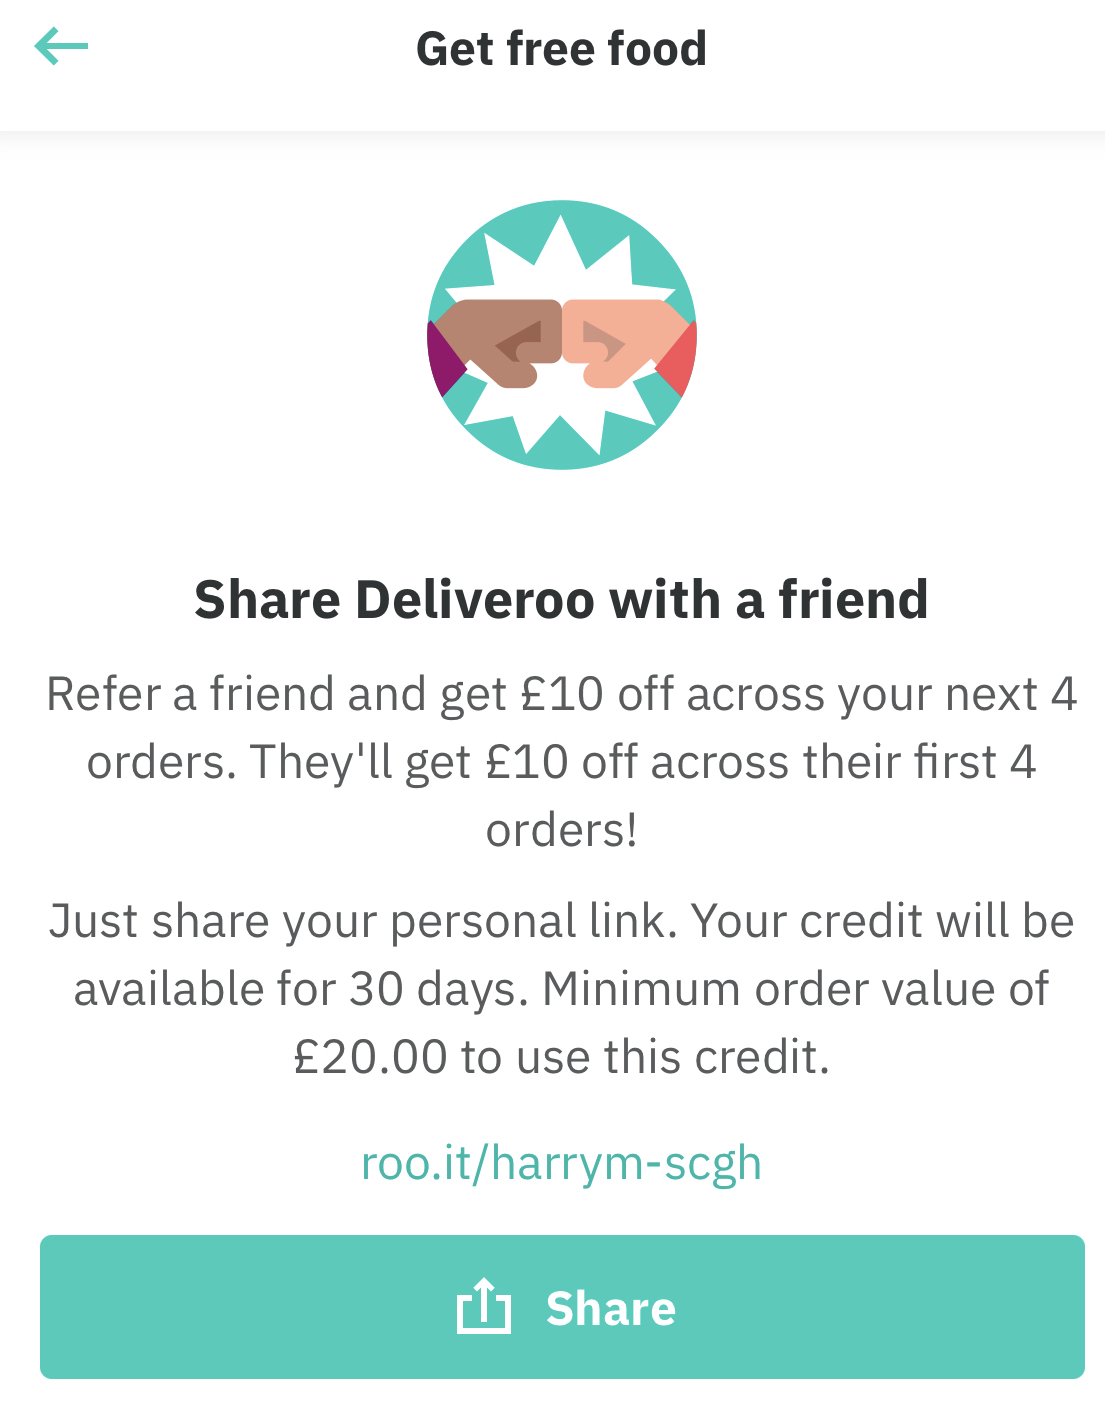 Get free food
Share Deliveroo with a friend
Refer a friend and get £10 off across your next 4
orders. They'll get £10 off across their first 4
orders!
Just share your personal link. Your credit will be
available for 30 days. Minimum order value of
£20.00 to use this credit.
roo.it/harrym-scgh
Share